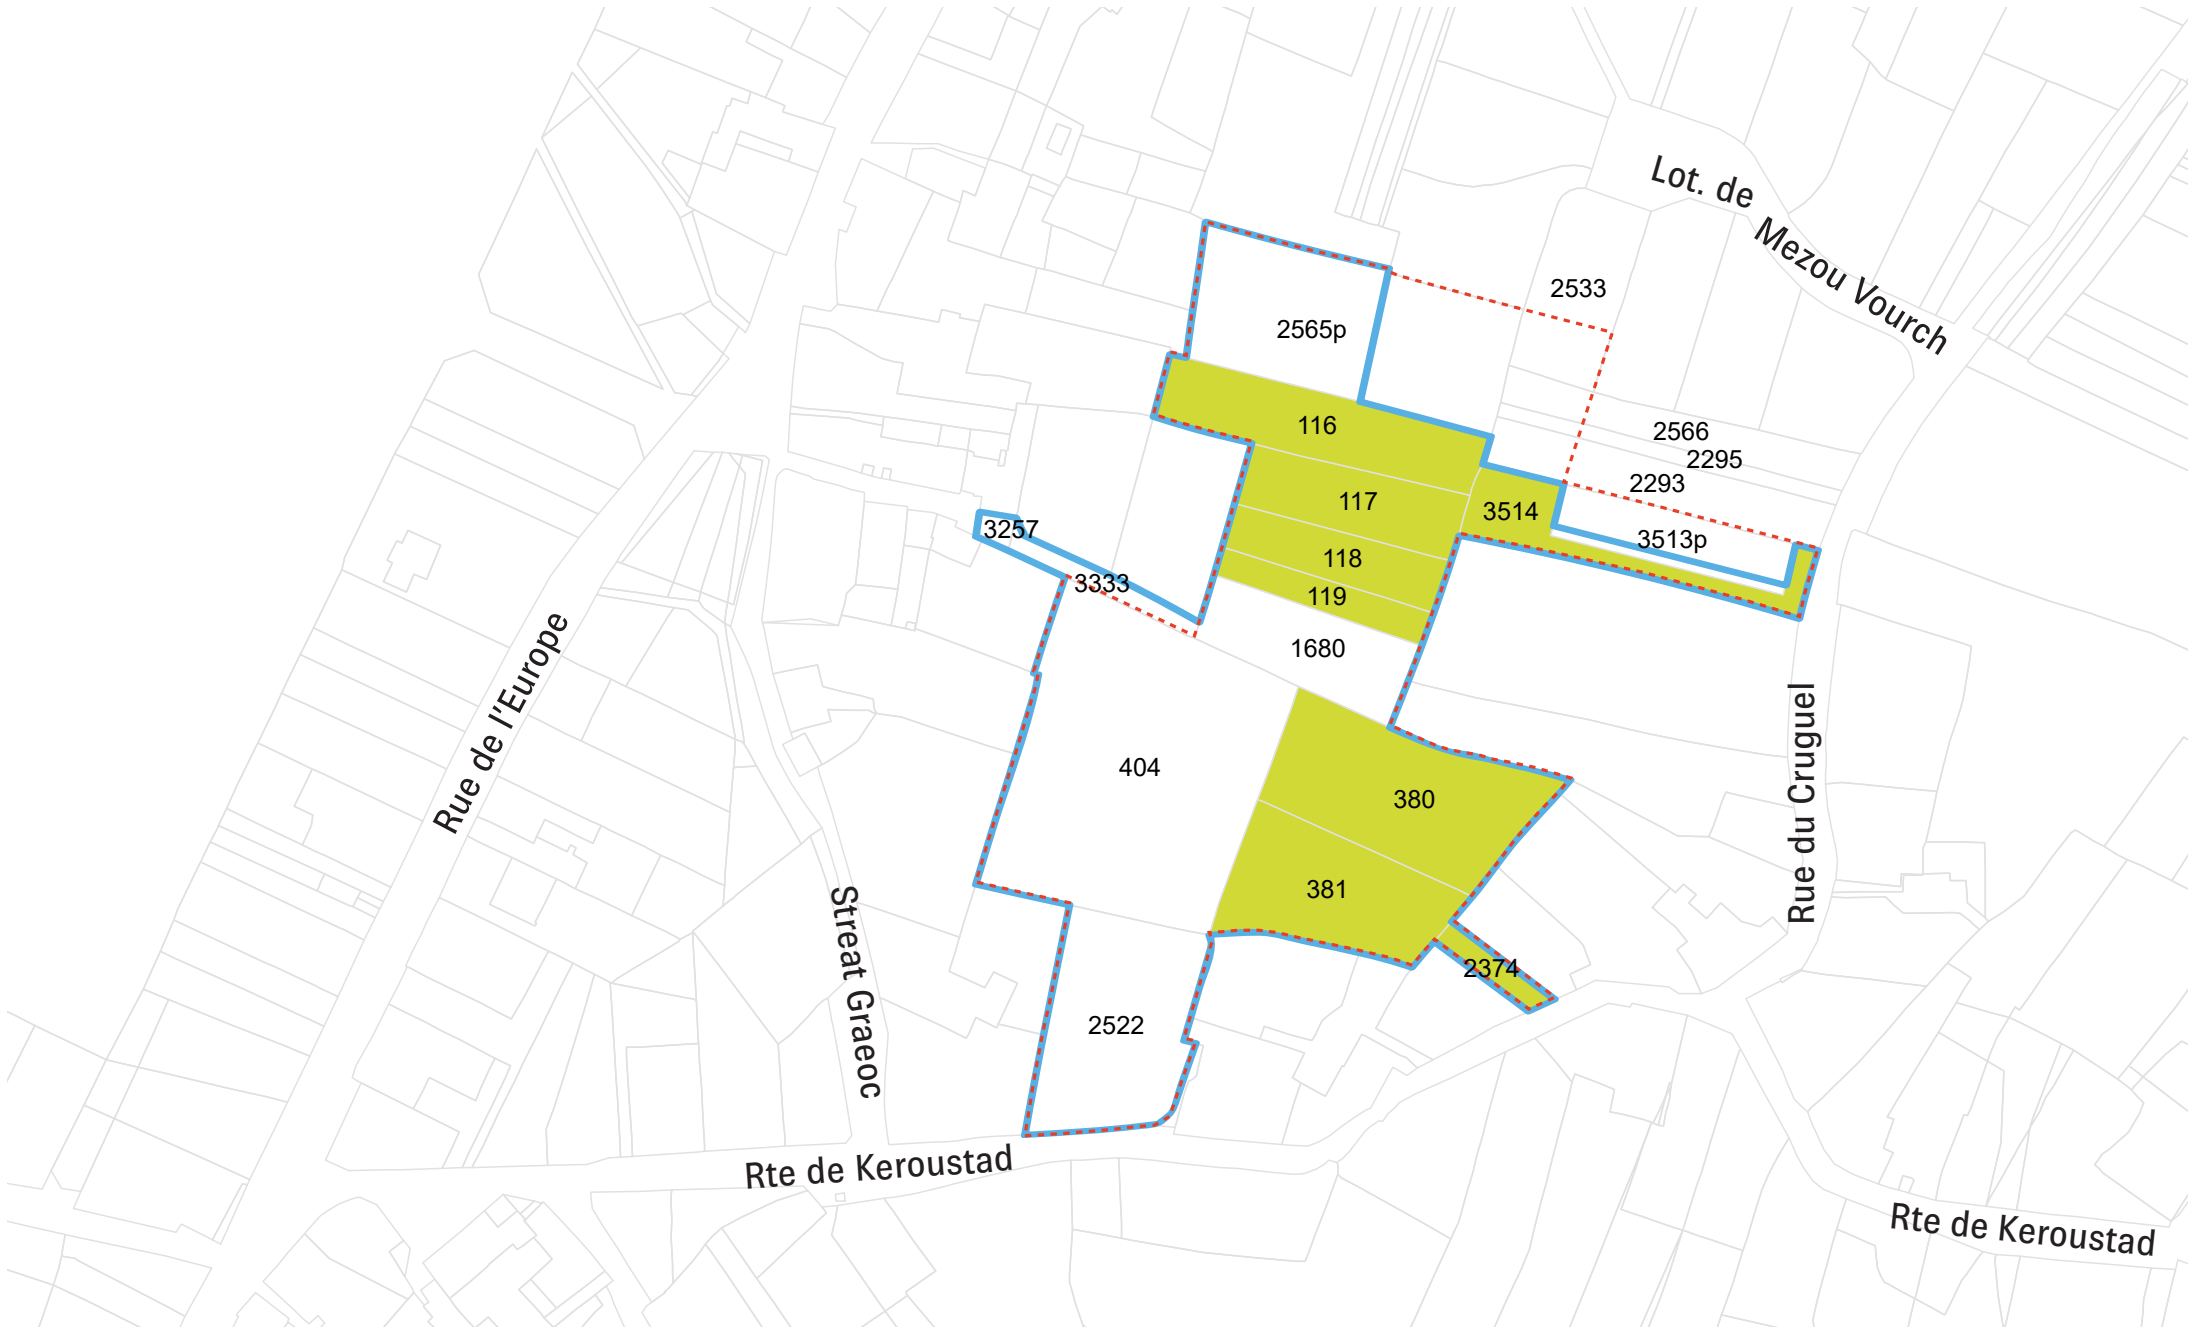 Lot. de
Mezou Vourch
2533
2565p
116
2566
2295
2293
117
3514
3257
3513p
118
3333
119
1680
Rue de l'Europe
404
380
Rue du Cruguel
381
Streat Graeoc
2374
2522
Rte de Keroustad
Rte de Keroustad